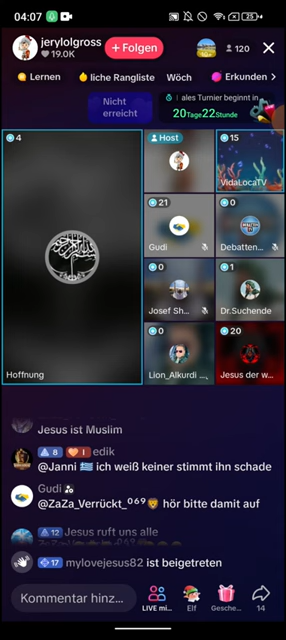 04:07
25
jerylolgross
19.0K
+ Folgen
120
Lernen
liche Rangliste
Wöch
Erkunden
Nicht
erreicht
ales Turnier beginnt in
20Tage22Stunde
4
Host
15
VidaLocaTV
21
Gudi
0
Debatten...
0
Josef Sh...
1
Dr.Suchende
Hoffnung
0
Lion_Alkurdi ...
20
Jesus der w...
Jesus ist Muslim
8 1 edik
@Janni 🇬🇷 ich weiß keiner stimmt ihn schade
Gudi
@ZaZa_Verrückt_⁰⁶⁹🦁 hör bitte damit auf
12 Jesus ruft uns alle
17 mylovejesus82 ist beigetreten
Kommentar hinz...
LIVE mi...
Elf
Gesche...
14